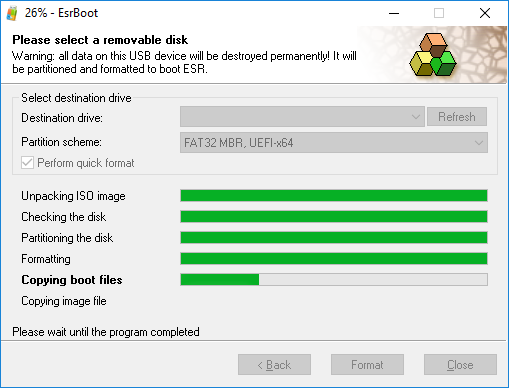 26% - EsrBoot
Please select a removable disk
Warning: all data on this USB device will be destroyed permanently! It will
be partitioned and formatted to boot ESR.
Select destination drive
Destination drive:
Refresh
Partition scheme:
FAT32 MBR, UEFI-x64
Perform quick format
Unpacking ISO image
Checking the disk
Partitioning the disk
Formatting
Copying boot files
Copying image file
Please wait until the program completed
< Back
Format
Close